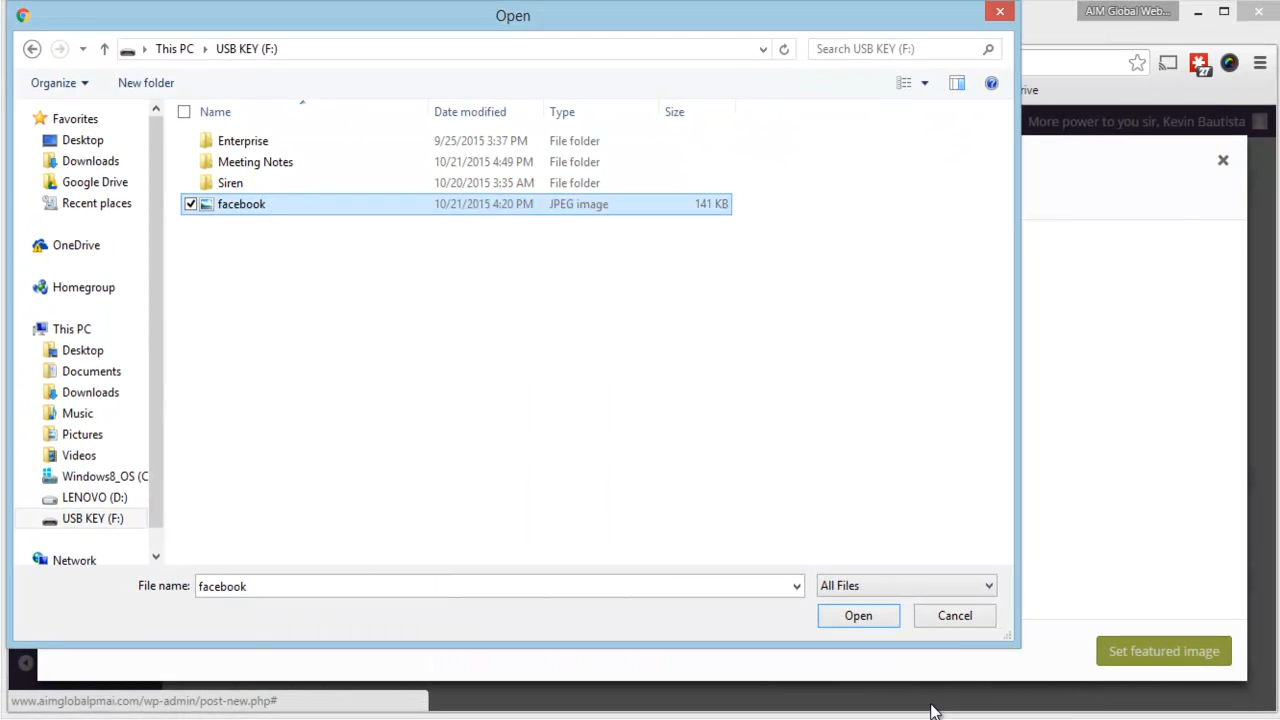 Open
AIM Global Web...
This PC
USB KEY (F:)
Search USB KEY (F:)
27
Organize
New folder
rive
Name
Date modified
Type
Size
More power to you sir, Kevin Bautista
Favorites
Desktop
Downloads
Google Drive
Recent places
OneDrive
Homegroup
This PC
Desktop
Documents
Downloads
Music
Pictures
Videos
Windows8_OS (C
LENOVO (D:)
USB KEY (F:)
Network
Enterprise 9/25/2015 3:37 PM File folder
Meeting Notes 10/21/2015 4:49 PM File folder
Siren 10/20/2015 3:35 AM File folder
facebook 10/21/2015 4:20 PM JPEG image 141 KB
File name: facebook
All Files
Open
Cancel
Set featured image
www.aimglobalpmai.com/wp-admin/post-new.php#